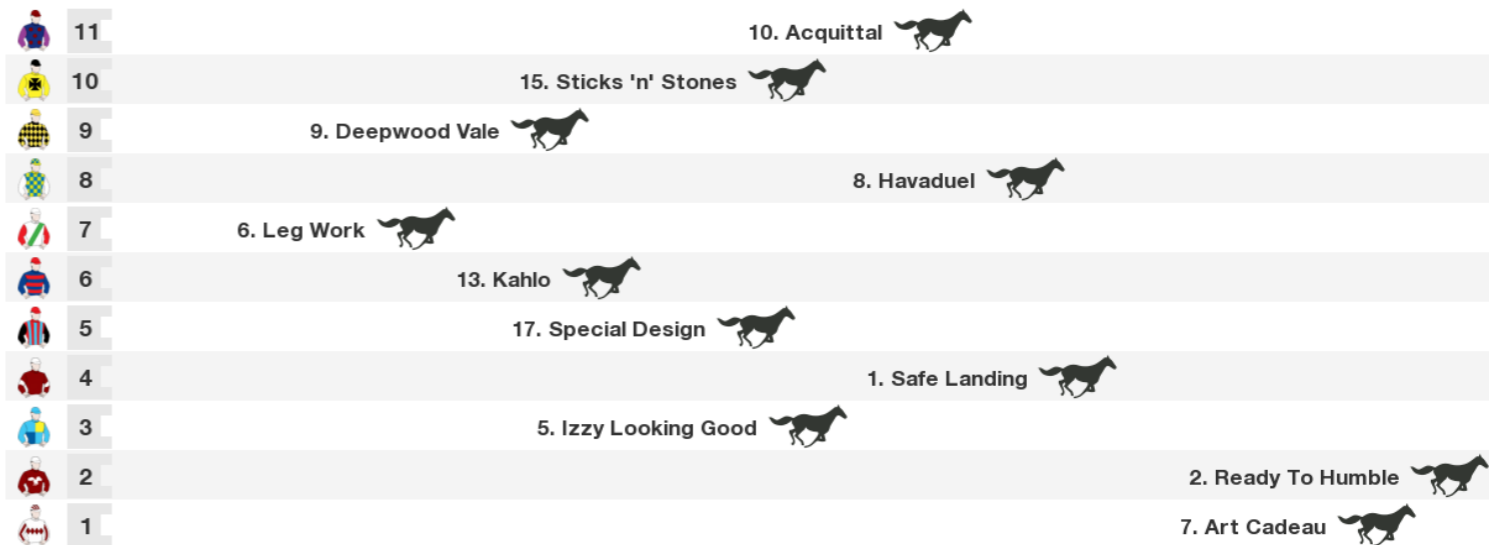 11 10. Acquittal
10 15. Sticks 'n' Stones
9 9. Deepwood Vale
8 8. Havaduel
7 6. Leg Work
6 13. Kahlo
5 17. Special Design
4 1. Safe Landing
3 5. Izzy Looking Good
2 2. Ready To Humble
1 7. Art Cadeau